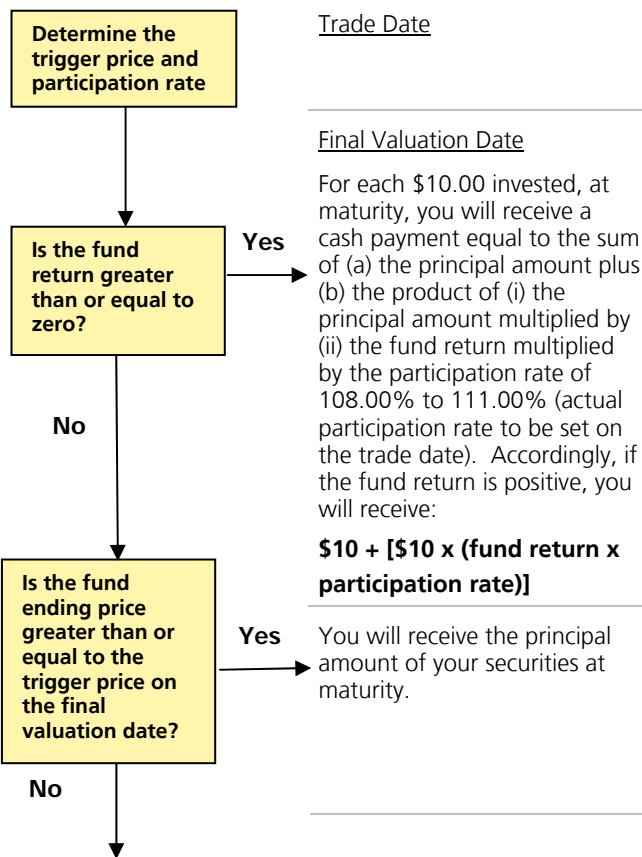 Determine the
trigger price and
participation rate
Trade Date
Final Valuation Date
Is the fund
return greater
than or equal to
zero?
Yes
For each $10.00 invested, at
maturity, you will receive a
cash payment equal to the sum
of (a) the principal amount plus
(b) the product of (i) the
principal amount multiplied by
(ii) the fund return multiplied
by the participation rate of
108.00% to 111.00% (actual
participation rate to be set on
the trade date).  Accordingly, if
the fund return is positive, you
will receive:
$10 + [$10 x (fund return x
participation rate)]
No
Is the fund
ending price
greater than or
equal to the
trigger price on
the final
valuation date?
Yes
You will receive the principal
amount of your securities at
maturity.
No